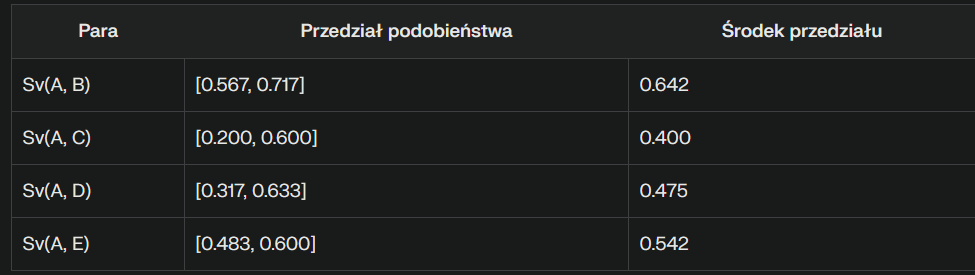 Para Przedział podobieństwa Środek przedziału
Sv(A, B) [0.567, 0.717] 0.642
Sv(A, C) [0.200, 0.600] 0.400
Sv(A, D) [0.317, 0.633] 0.475
Sv(A, E) [0.483, 0.600] 0.542